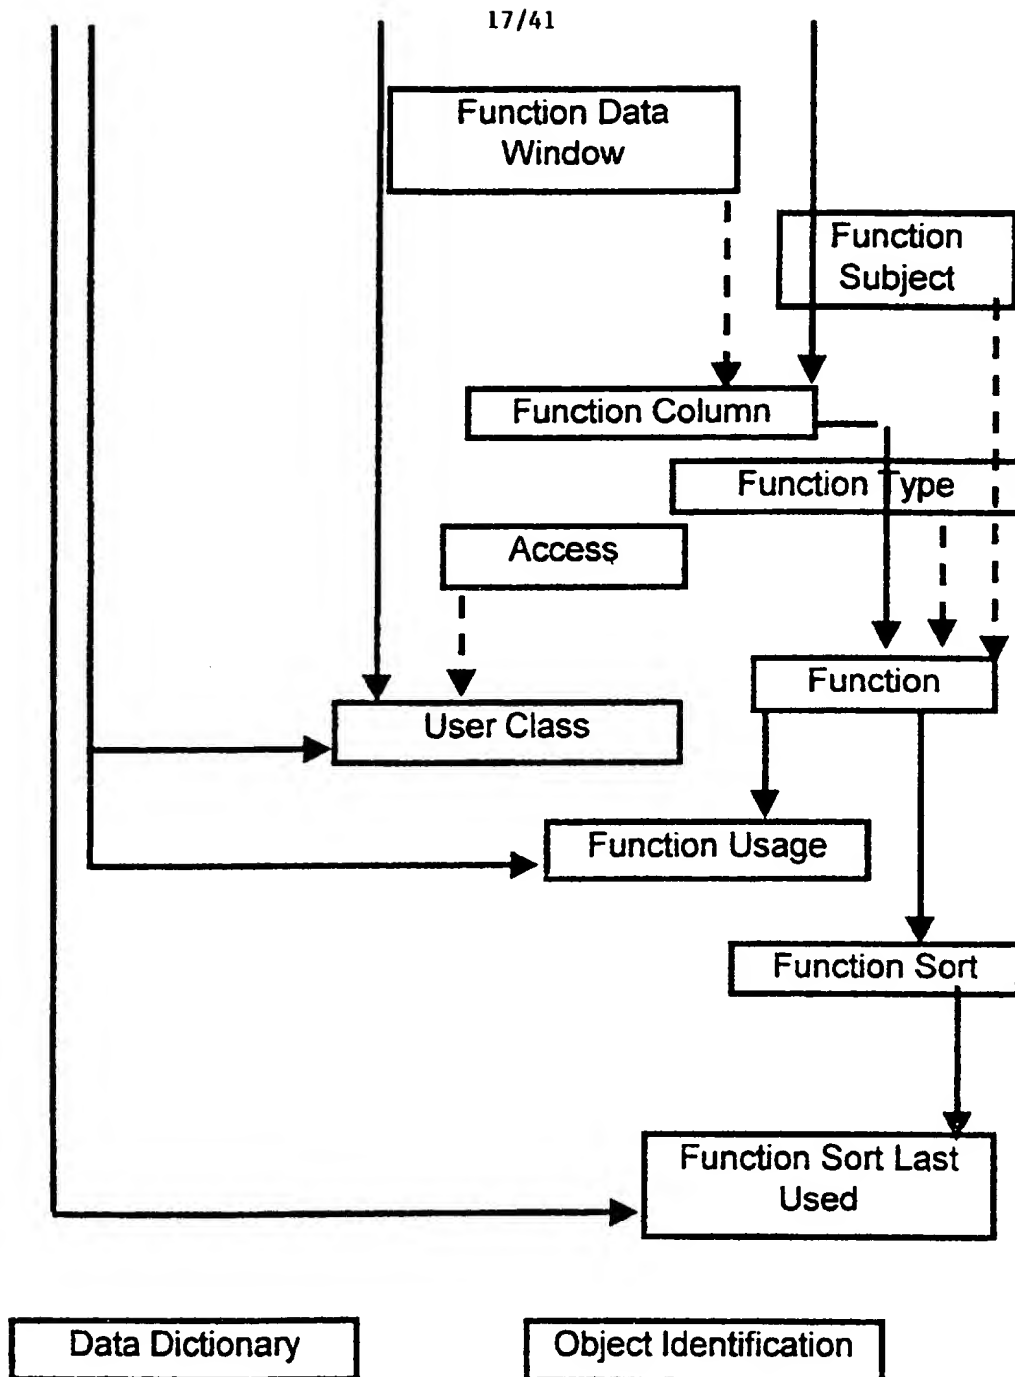 17/41
Function Data
Window
Function
Subject
Function Column
Function Type
Access
Function
User Class
Function Usage
Function Sort
Function Sort Last
Used
Data Dictionary
Object Identification